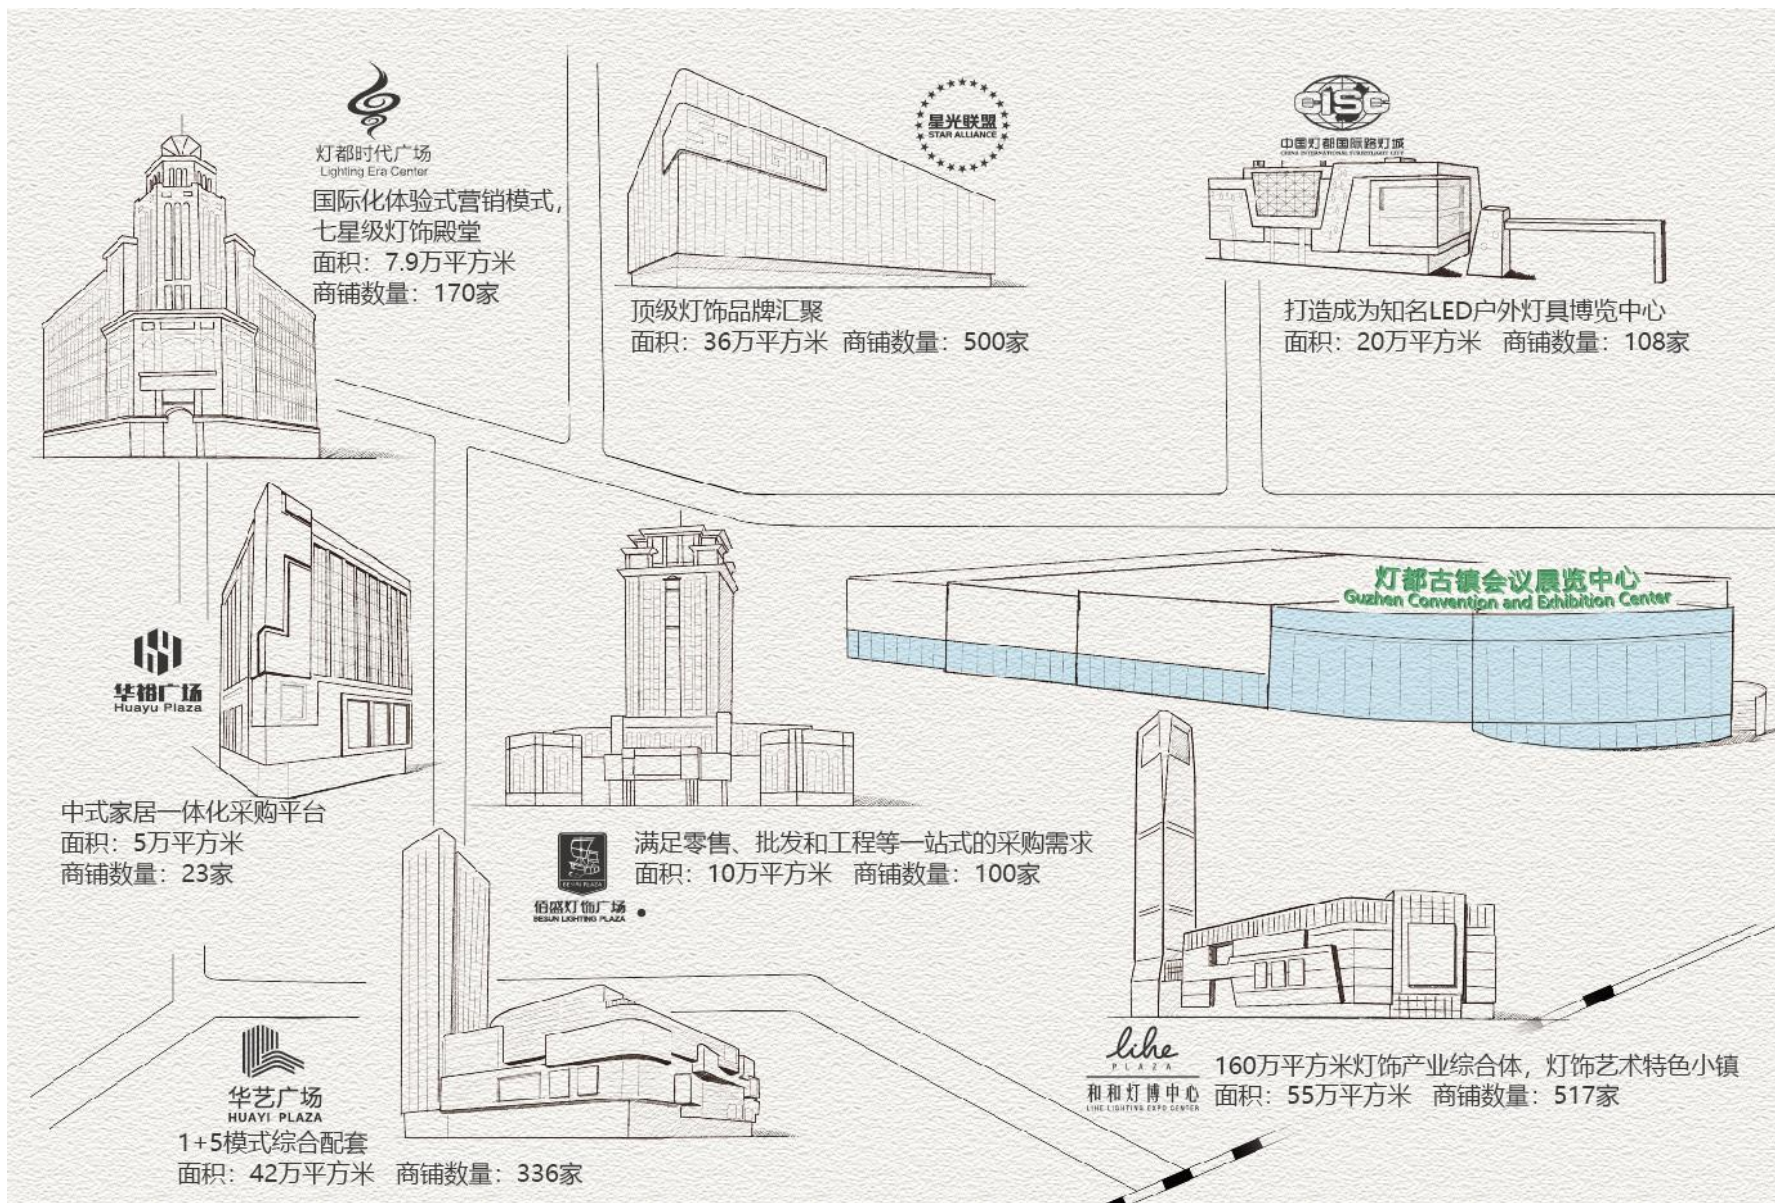 灯都时代广场
Lighting Era Center
国际化体验式营销模式，
七星级灯饰殿堂
面积：7.9万平方米
商铺数量：170家
星光联盟
STAR ALLIANCE
顶级灯饰品牌汇聚
面积：36万平方米 商铺数量：500家
CISC
中国灯都国际路灯城
CHINA INTERNATIONAL STREETLIGHT CITY
打造成为知名LED户外灯具博览中心
面积：20万平方米 商铺数量：108家
灯都古镇会议展览中心
Guzhen Convention and Exhibition Center
华裕广场
Huayu Plaza
中式家居一体化采购平台
面积：5万平方米
商铺数量：23家
满足零售、批发和工程等一站式的采购需求
面积：10万平方米 商铺数量：100家
佰盛灯饰广场
BESUN LIGHTING PLAZA
lihe
PLAZA
和和灯博中心
LIHE LIGHTING EXPO CENTER
160万平方米灯饰产业综合体，灯饰艺术特色小镇
面积：55万平方米 商铺数量：517家
华艺广场
HUAYI PLAZA
1+5模式综合配套
面积：42万平方米 商铺数量：336家